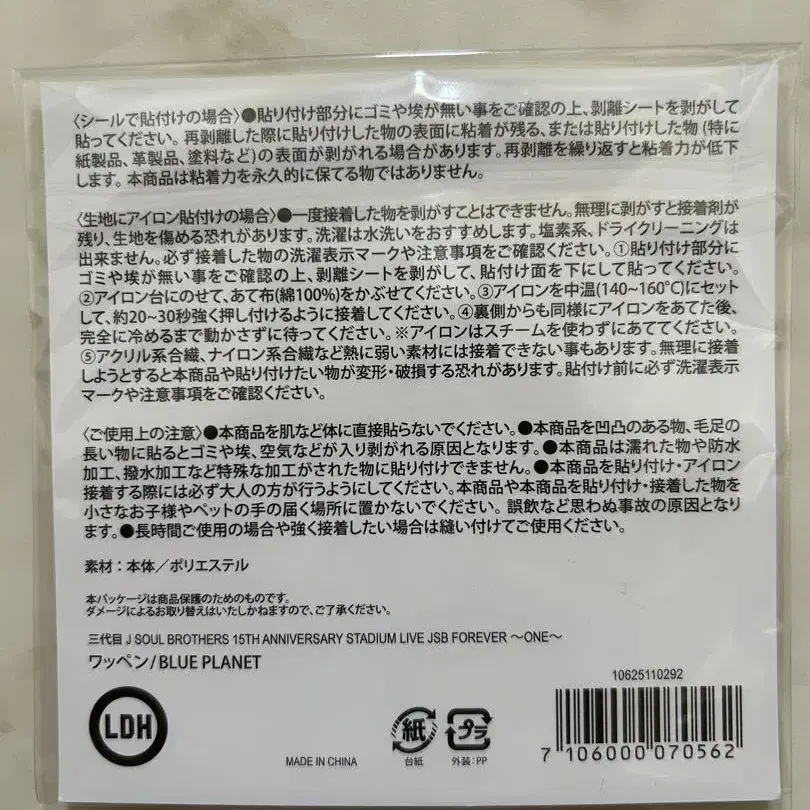 〈シールで貼付けの場合〉●貼り付け部分にゴミや埃が無い事をご確認の上、剥離シートを剥がして
貼ってください。再剥離した際に貼り付けした物の表面に粘着が残る、または貼り付けした物 (特に
紙製品、革製品、塗料など)の表面が剥がれる場合があります。再剥離を繰り返すと粘着力が低下
します。本商品は粘着力を永久的に保てる物ではありません。
〈生地にアイロン貼付けの場合〉●一度接着した物を剥がすことはできません。無理に剥がすと接着剤が
残り、生地を傷める恐れがあります。洗濯は水洗いをおすすめします。塩素系、ドライクリーニングは
出来ません。必ず接着した物の洗濯表示マークや注意事項をご確認ください。①貼り付け部分に
ゴミや埃が無い事をご確認の上、剥離シートを剥がして、貼付け面を下にして貼ってください。
②アイロン台にのせて、あて布(綿100%)をかぶせてください。③アイロンを中温(140~160℃)にセット
して、約20~30秒強く押し付けるように接着してください。④裏側からも同様にアイロンをあてた後、
完全に冷めるまで動かさずに待ってください。※アイロンはスチームを使わずにあててください。
⑤アクリル系合繊、ナイロン系合繊など熱に弱い素材には接着できない事もあります。無理に接着
しようとすると本商品や貼り付けたい物が変形・破損する恐れがあります。貼付け前に必ず洗濯表示
マークや注意事項をご確認ください。
〈ご使用上の注意〉●本商品を肌など体に直接貼らないでください。●本商品を凹凸のある物、毛足の
長い物に貼るとゴミや埃、空気などが入り剥がれる原因となります。●本商品は濡れた物や防水
加工、撥水加工など特殊な加工がされた物に貼り付けできません。●本商品を貼り付け・アイロン
接着する際には必ず大人の方が行うようにしてください。本商品や本商品を貼り付け・接着した物を
小さなお子様やペットの手の届く場所に置かないでください。誤飲など思わぬ事故の原因となりま
す。●長時間ご使用の場合や強く接着したい場合は縫い付けてご使用ください。
素材：本体／ポリエステル
本パッケージは商品保護のためのものです。
ダメージによるお取り替えはいたしかねますので、ご了承ください。
三代目 J SOUL BROTHERS 15TH ANNIVERSARY STADIUM LIVE JSB FOREVER 〜ONE〜
ワッペン/BLUE PLANET
10625110292
LDH
紙
プラ
台紙
外装：PP
MADE IN CHINA
7 106000 070562